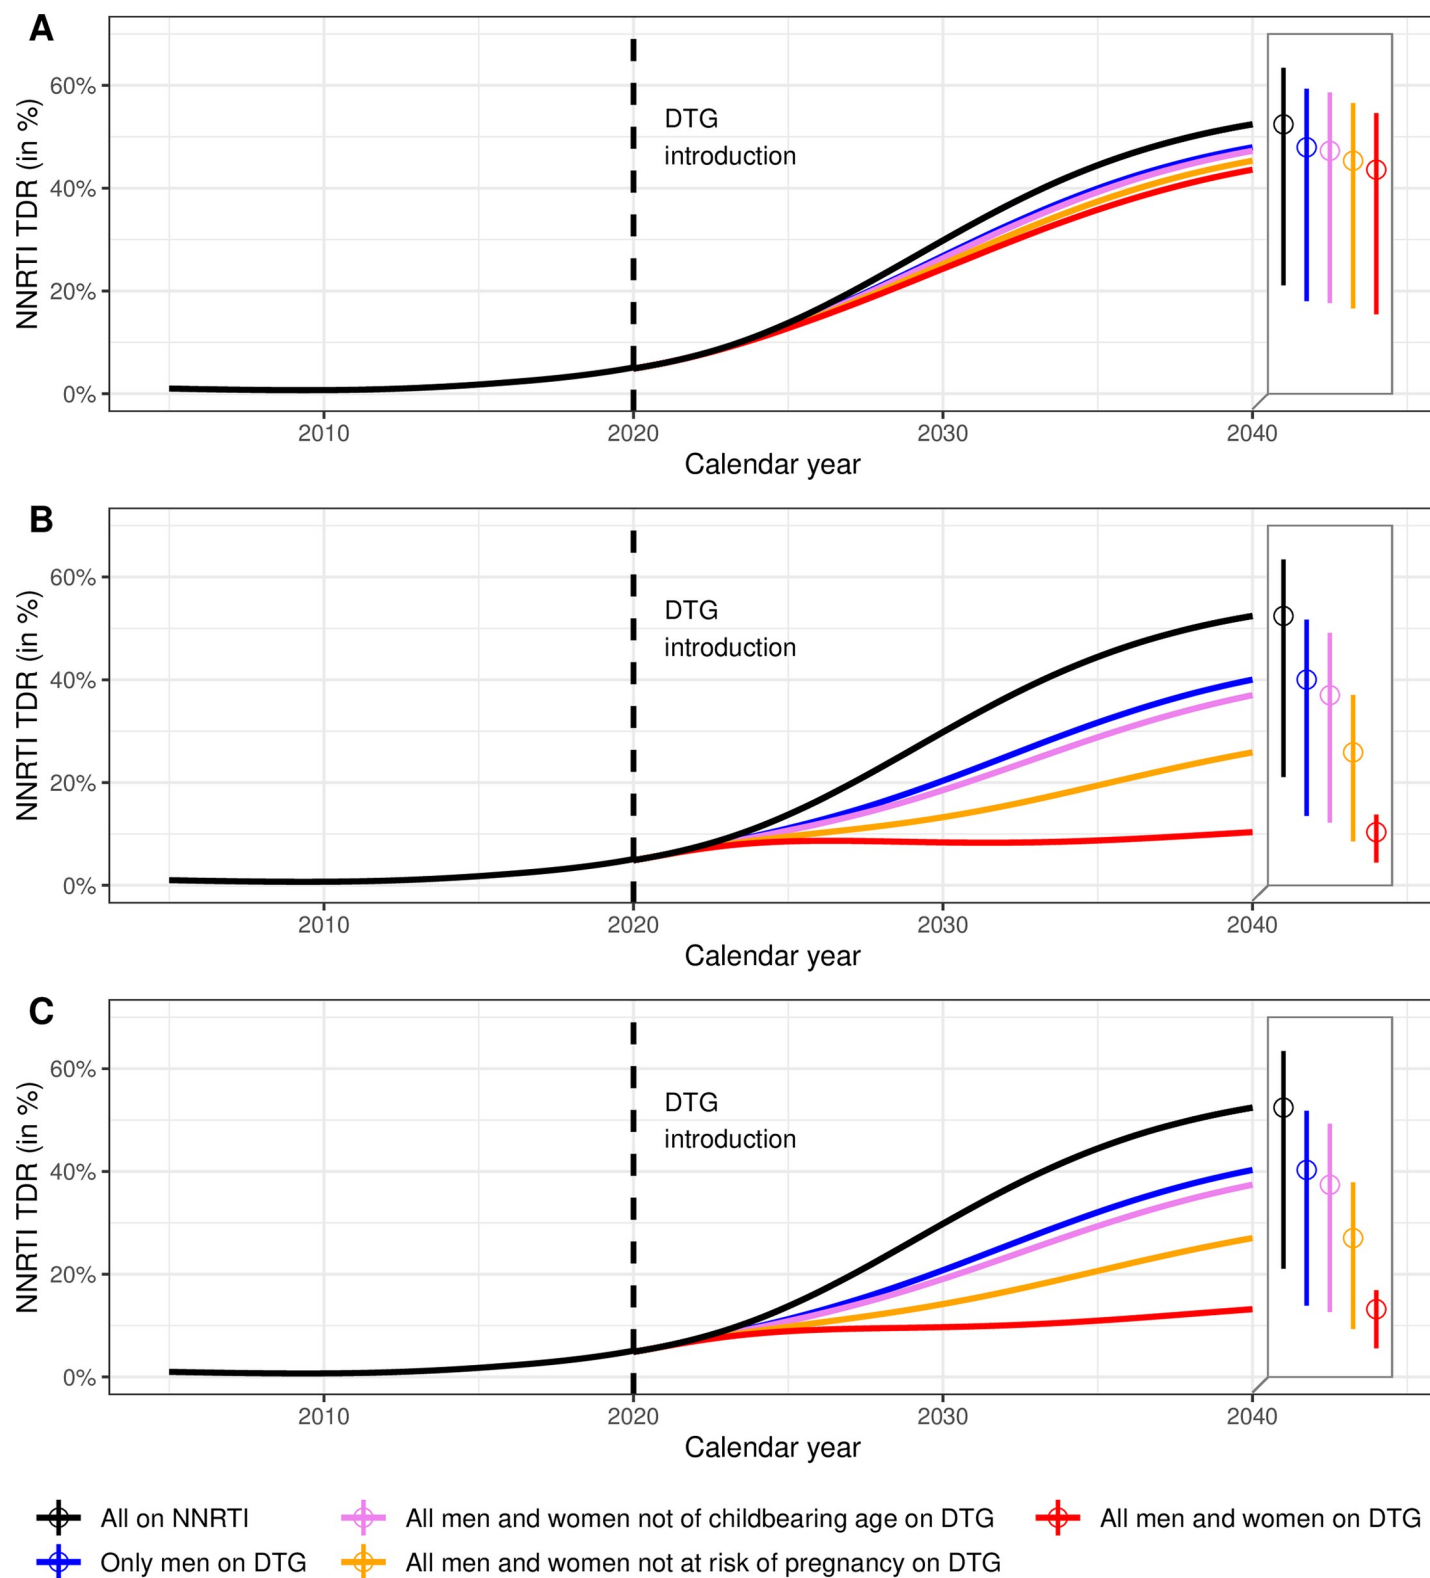 A
NNRTI TDR (in %)
60%
40%
20%
0%
DTG
introduction
2010
2020
2030
2040
Calendar year
B
NNRTI TDR (in %)
60%
40%
20%
0%
DTG
introduction
2010
2020
2030
2040
Calendar year
C
NNRTI TDR (in %)
60%
40%
20%
0%
DTG
introduction
2010
2020
2030
2040
Calendar year
All on NNRTI
All men and women not of childbearing age on DTG
All men and women on DTG
Only men on DTG
All men and women not at risk of pregnancy on DTG